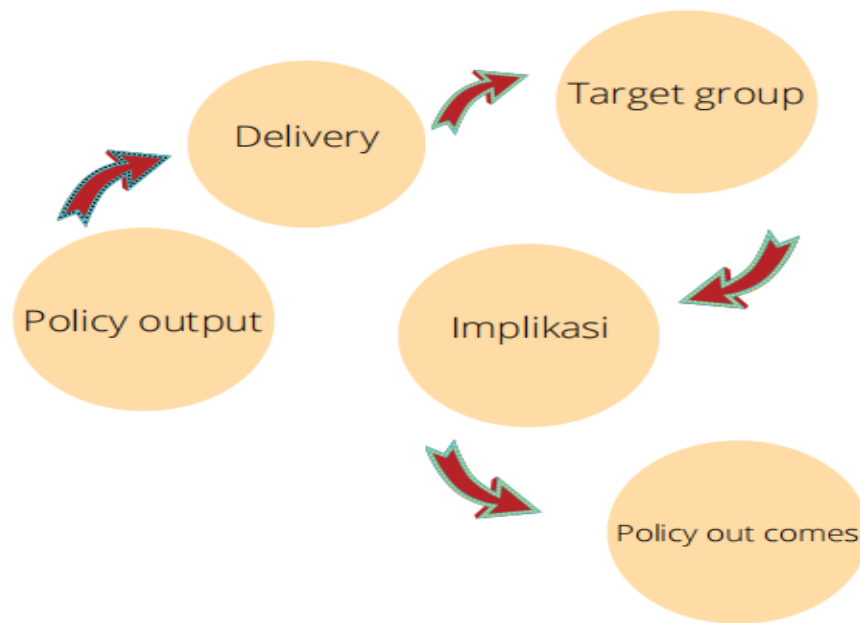 Policy output
Delivery
Target group
Implikasi
Policy out comes